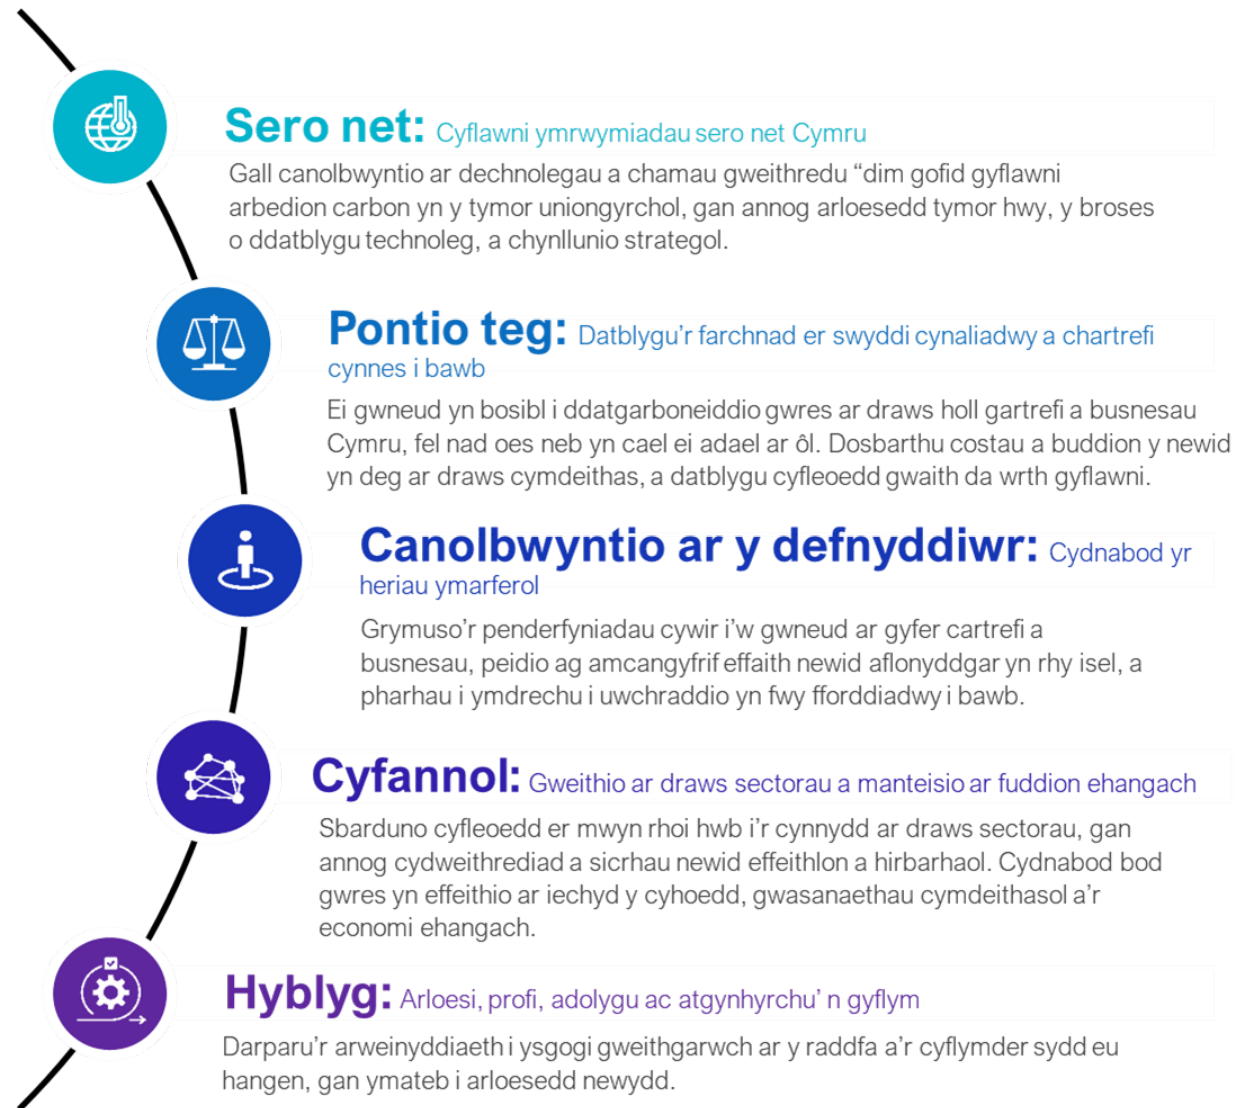 Sero net: Cyflawni ymrwymiadau sero net Cymru
Gall canolbwyntio ar dechnolegau a chamau gweithredu “dim gofid gyflawni
arbedion carbon yn y tymor uniongyrchol, gan annog arloesedd tymor hwy, y broses
o ddatblygu technoleg, a chynllunio strategol.
Pontio teg: Datblygu’r farchnad er swyddi cynaliadwy a chartrefi
cynnes i bawb
Ei gwneud yn bosibl i ddatgarboneiddio gwres ar draws holl gartrefi a busnesau
Cymru, fel nad oes neb yn cael ei adael ar ôl. Dosbarthu costau a buddion y newid
yn deg ar draws cymdeithas, a datblygu cyfleoedd gwaith da wrth gyflawni.
Canolbwyntio ar y defnyddiwr: Cydnabod yr
heriau ymarferol
Grymuso’r penderfyniadau cywir i’w gwneud ar gyfer cartrefi a
busnesau, peidio ag amcangyfrif effaith newid aflonyddgar yn rhy isel, a
pharhau i ymdrechu i uwchraddio yn fwy fforddiadwy i bawb.
Cyfannol: Gweithio ar draws sectorau a manteisio ar fuddion ehangach
Sbarduno cyfleoedd er mwyn rhoi hwb i’r cynnydd ar draws sectorau, gan
annog cydweithrediad a sicrhau newid effeithlon a hirbarhaol. Cydnabod bod
gwres yn effeithio ar iechyd y cyhoedd, gwasanaethau cymdeithasol a’r
economi ehangach.
Hyblyg: Arloesi, profi, adolygu ac atgynhyrchu’ n gyflym
Darparu’r arweinyddiaeth i ysgogi gweithgarwch ar y raddfa a’r cyflymder sydd eu
hangen, gan ymateb i arloesedd newydd.